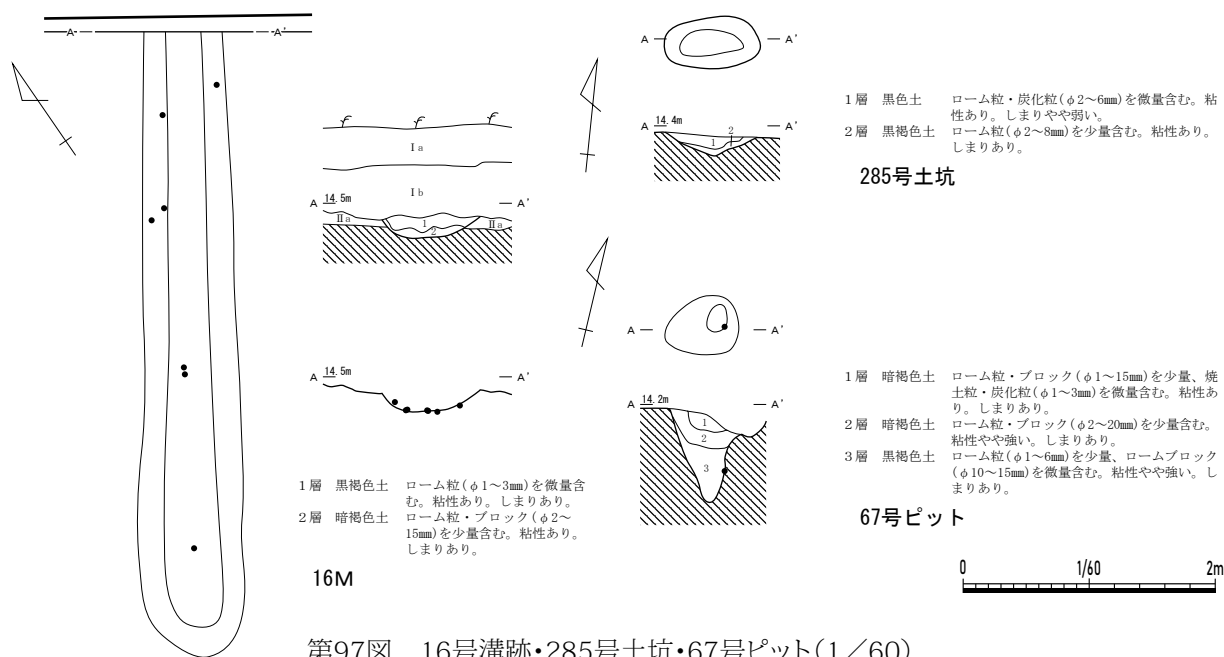 A
A'
Ⅰa
Ⅰb
A 14.5m
A'
Ⅱa
1
2
Ⅱa
A 14.5m
A'
1層 黒褐色土 ローム粒(φ1～3㎜)を微量含
む。粘性あり。しまりあり。
2層 暗褐色土 ローム粒・ブロック(φ2～
15㎜)を少量含む。粘性あり。
しまりあり。
16M
A
A'
A 14.4m
A'
1
2
1層 黒色土 ローム粒・炭化粒(φ2～6㎜)を微量含む。粘
性あり。しまりやや弱い。
2層 黒褐色土 ローム粒(φ2～8㎜)を少量含む。粘性あり。
しまりあり。
285号土坑
A
A'
A 14.2m
A'
1
2
3
1層 暗褐色土 ローム粒・ブロック(φ1～15㎜)を少量、焼
土粒・炭化粒(φ1～3㎜)を微量含む。粘性あ
り。しまりあり。
2層 暗褐色土 ローム粒・ブロック(φ2～20㎜)を少量含む。
粘性やや強い。しまりあり。
3層 黒褐色土 ローム粒(φ1～6㎜)を少量、ロームブロック
(φ10～15㎜)を微量含む。粘性やや強い。し
まりあり。
67号ピット
0 1/60 2m
第97図 16号溝跡・285号土坑・67号ピット(1／60)